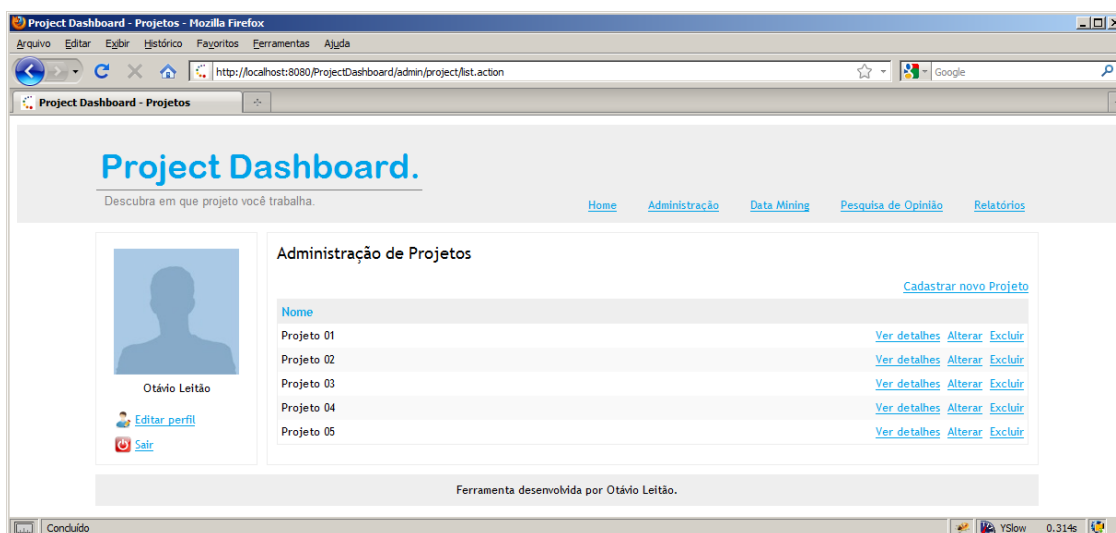 Project Dashboard - Projetos - Mozilla Firefox
Arquivo Editar Exibir Histórico Favoritos Ferramentas Ajuda
http://localhost:8080/ProjectDashboard/admin/project/list.action
Google
Project Dashboard - Projetos
Project Dashboard.
Descubra em que projeto você trabalha.
Home Administração Data Mining Pesquisa de Opinião Relatórios
Otávio Leitão
Editar perfil
Sair
Administração de Projetos
Cadastrar novo Projeto
Nome
Projeto 01 Ver detalhes Alterar Excluir
Projeto 02 Ver detalhes Alterar Excluir
Projeto 03 Ver detalhes Alterar Excluir
Projeto 04 Ver detalhes Alterar Excluir
Projeto 05 Ver detalhes Alterar Excluir
Ferramenta desenvolvida por Otávio Leitão.
Concluído YSlow 0.314s